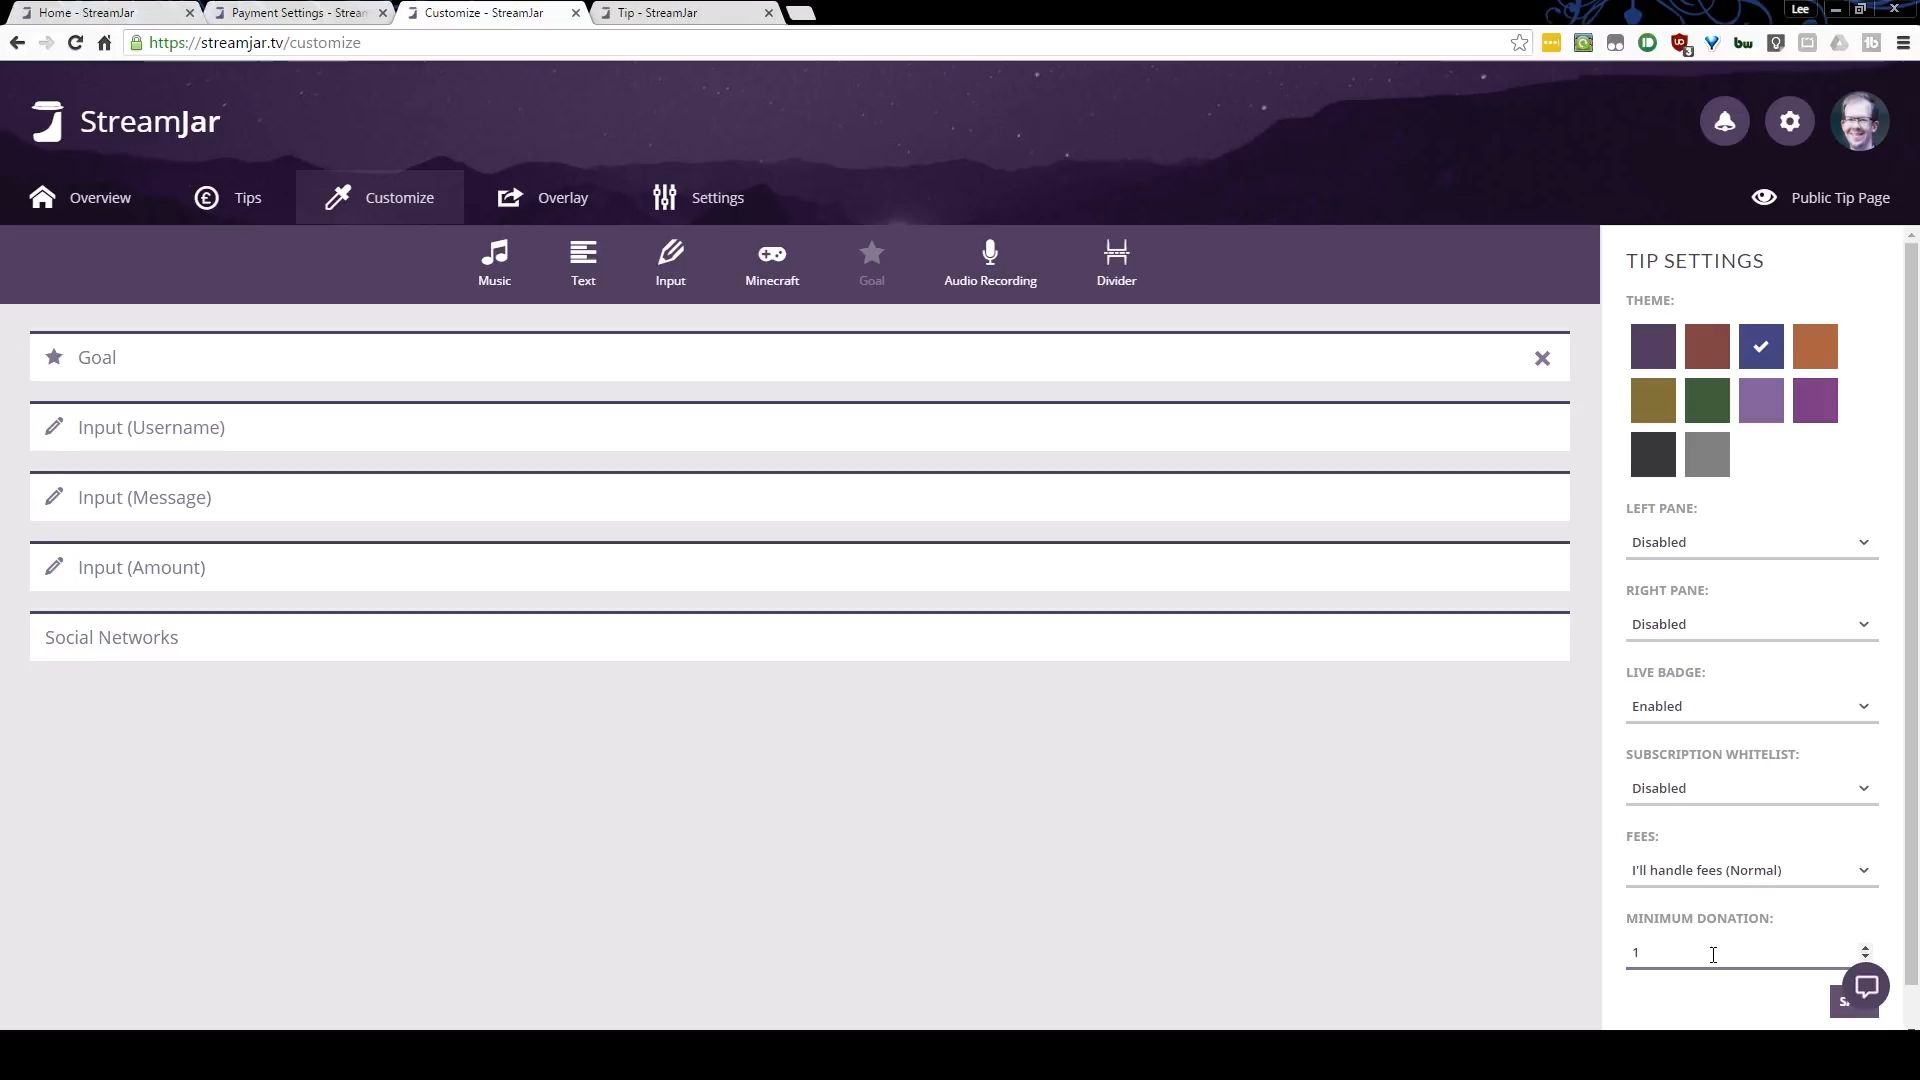 Home - StreamJar
Payment Settings - Stream
Customize - StreamJar
Tip - StreamJar
Lee
https://streamjar.tv/customize
3
bw
StreamJar
Overview
Tips
Customize
Overlay
Settings
Public Tip Page
Music
Text
Input
Minecraft
Goal
Audio Recording
Divider
TIP SETTINGS
THEME:
Goal
Input (Username)
Input (Message)
Input (Amount)
Social Networks
LEFT PANE:
Disabled
RIGHT PANE:
Disabled
LIVE BADGE:
Enabled
SUBSCRIPTION WHITELIST:
Disabled
FEES:
I'll handle fees (Normal)
MINIMUM DONATION:
1